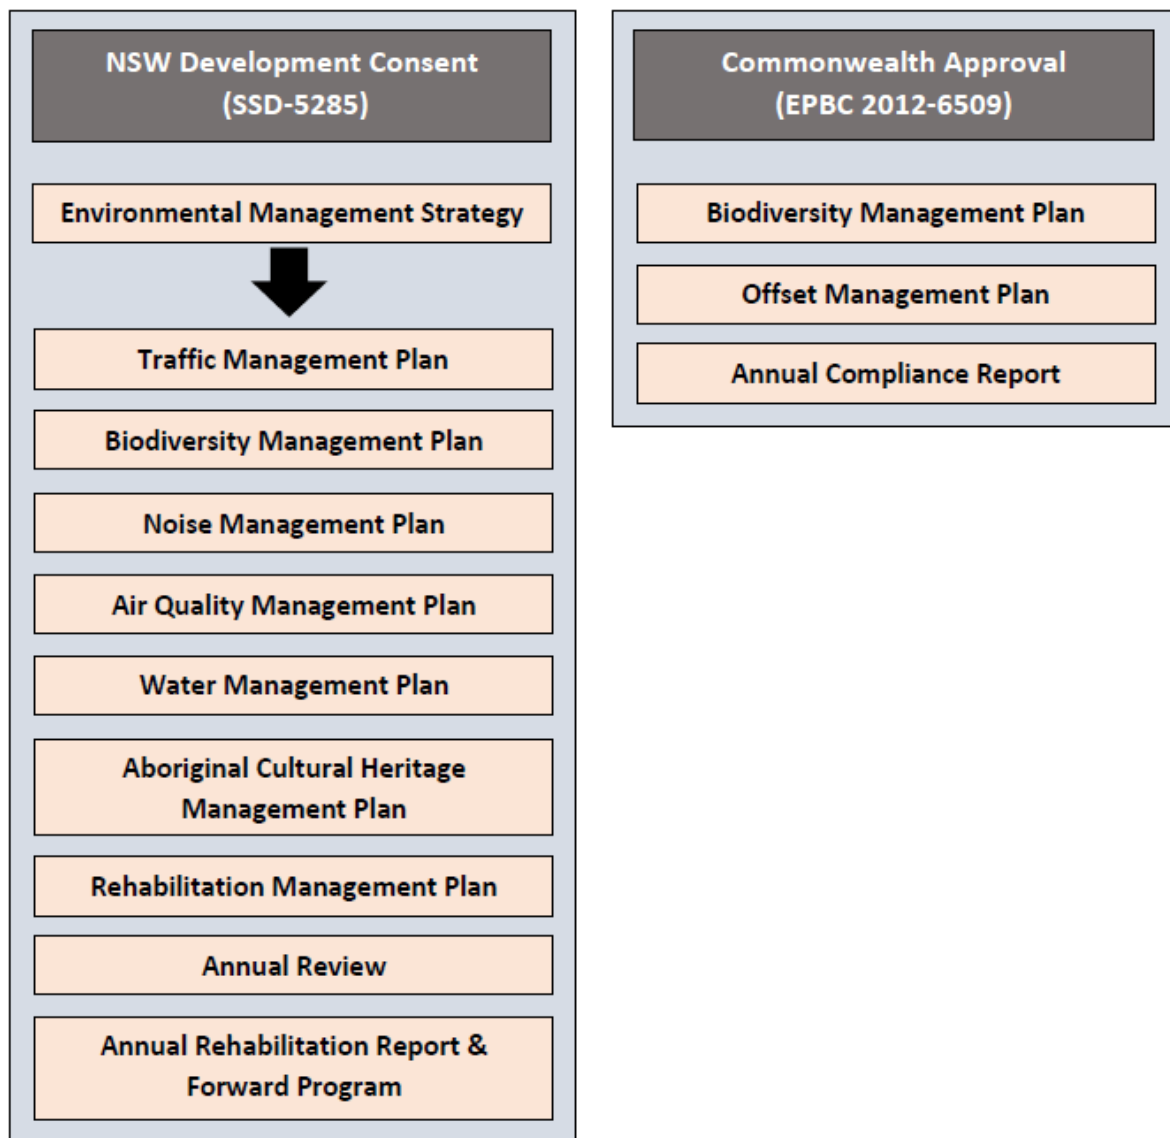 NSW Development Consent
(SSD-5285)
Environmental Management Strategy
Traffic Management Plan
Biodiversity Management Plan
Noise Management Plan
Air Quality Management Plan
Water Management Plan
Aboriginal Cultural Heritage
Management Plan
Rehabilitation Management Plan
Annual Review
Annual Rehabilitation Report &
Forward Program
Commonwealth Approval
(EPBC 2012-6509)
Biodiversity Management Plan
Offset Management Plan
Annual Compliance Report